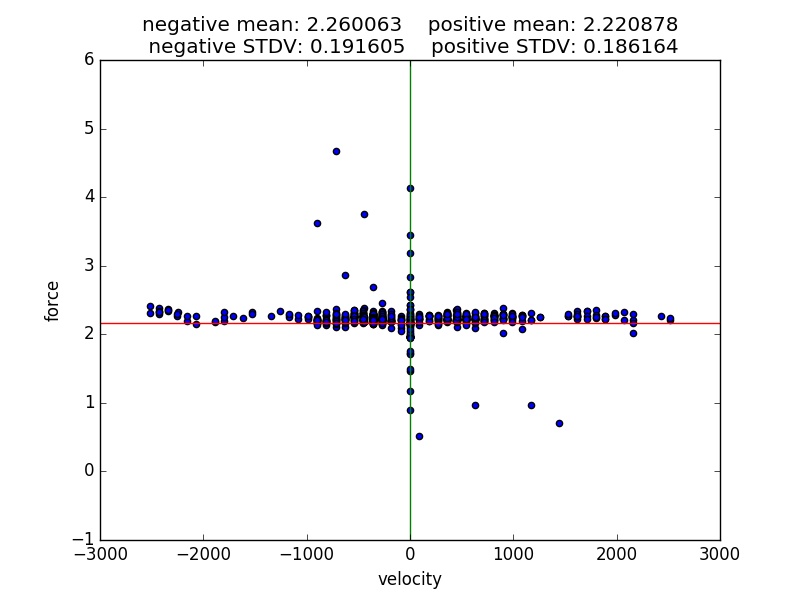 negative mean: 2.260063 positive mean: 2.220878
negative STDV: 0.191605 positive STDV: 0.186164
6
5
4
3
2
1
0
−1
force
−3000 −2000 −1000 0 1000 2000 3000
velocity